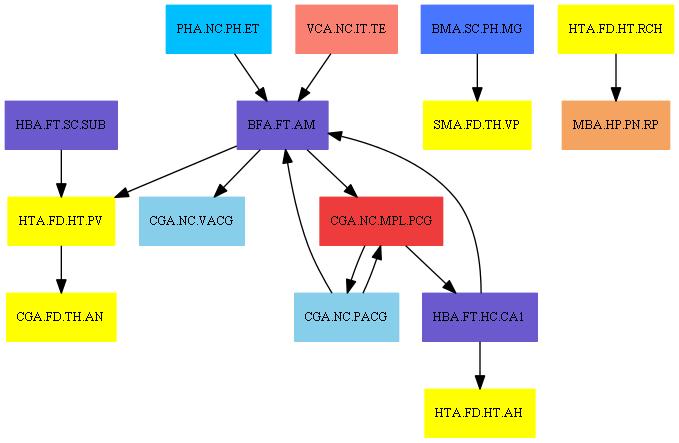 PHA.NC.PH.ET
VCA.NC.IT.TE
BMA.SC.PH.MG
HTA.FD.HT.RCH
HBA.FT.SC.SUB
BFA.FT.AM
SMA.FD.TH.VP
MBA.HP.PN.RP
HTA.FD.HT.PV
CGA.NC.VACG
CGA.NC.MPL.PCG
CGA.FD.TH.AN
CGA.NC.PACG
HBA.FT.HC.CA1
HTA.FD.HT.AH